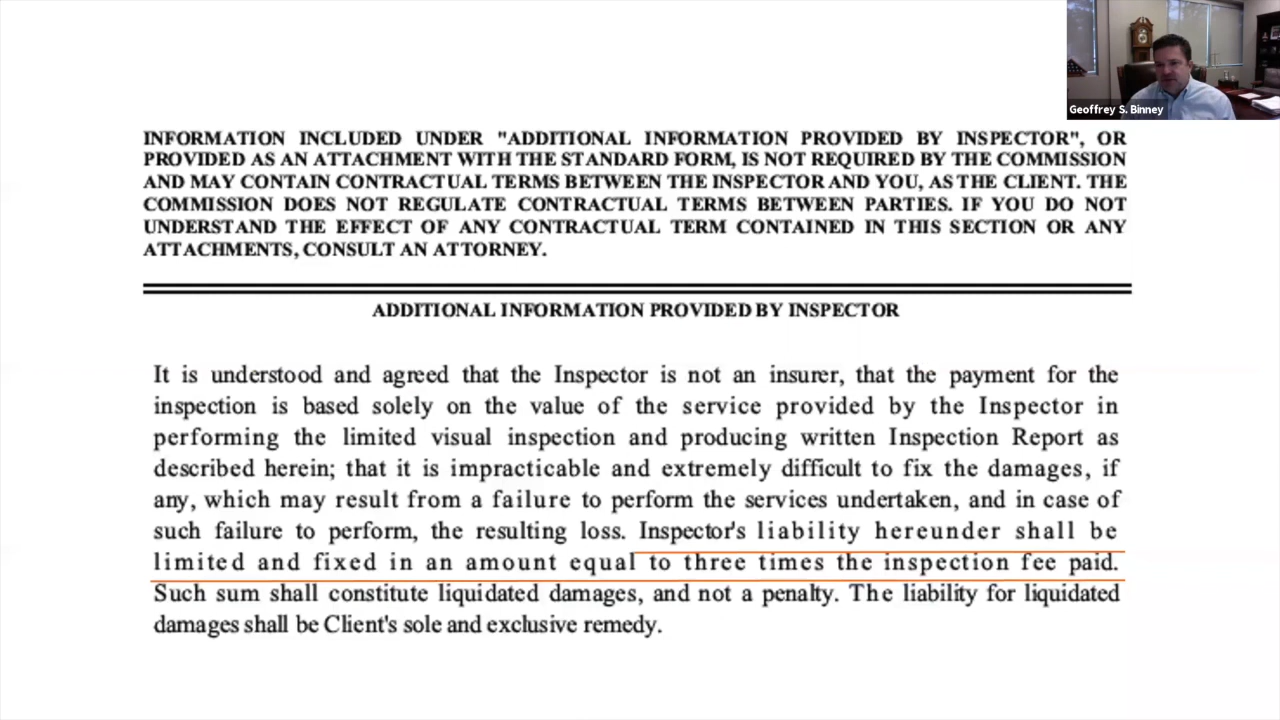 Geoffrey S. Binney
INFORMATION INCLUDED UNDER "ADDITIONAL INFORMATION PROVIDED BY INSPECTOR", OR
PROVIDED AS AN ATTACHMENT WITH THE STANDARD FORM, IS NOT REQUIRED BY THE COMMISSION
AND MAY CONTAIN CONTRACTUAL TERMS BETWEEN THE INSPECTOR AND YOU, AS THE CLIENT. THE
COMMISSION DOES NOT REGULATE CONTRACTUAL TERMS BETWEEN PARTIES. IF YOU DO NOT
UNDERSTAND THE EFFECT OF ANY CONTRACTUAL TERM CONTAINED IN THIS SECTION OR ANY
ATTACHMENTS, CONSULT AN ATTORNEY.
ADDITIONAL INFORMATION PROVIDED BY INSPECTOR
It is understood and agreed that the Inspector is not an insurer, that the payment for the
inspection is based solely on the value of the service provided by the Inspector in
performing the limited visual inspection and producing written Inspection Report as
described herein; that it is impracticable and extremely difficult to fix the damages, if
any, which may result from a failure to perform the services undertaken, and in case of
such failure to perform, the resulting loss. Inspector's liability hereunder shall be
limited and fixed in an amount equal to three times the inspection fee paid.
Such sum shall constitute liquidated damages, and not a penalty. The liability for liquidated
damages shall be Client's sole and exclusive remedy.